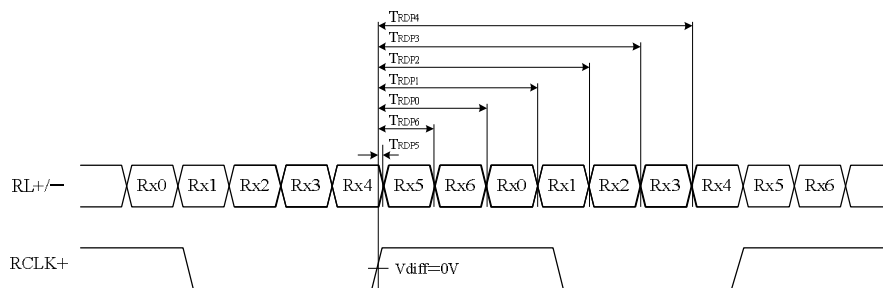 TRDP4
TRDP3
TRDP2
TRDP1
TRDP0
TRDP6
TRDP5
RL+/− Rx0 Rx1 Rx2 Rx3 Rx4 Rx5 Rx6 Rx0 Rx1 Rx2 Rx3 Rx4 Rx5 Rx6
RCLK+
Vdiff=0V